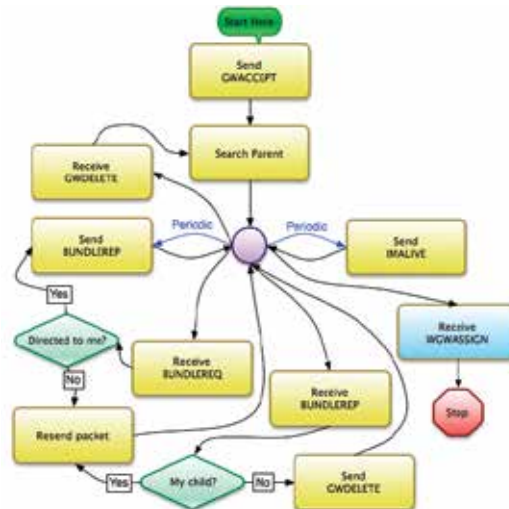 Start Here
Send
GWACCEPT
Search Parent
Receive
GWDELETE
Periodic
Periodic
Send
BUNDLEREP
Send
IMALIVE
Yes
Directed to me?
Receive
BUNDLEREQ
Receive
WGWASSIGN
No
Receive
BUNDLEREP
Stop
Resend packet
Yes
My child?
No
Send
GWDELETE